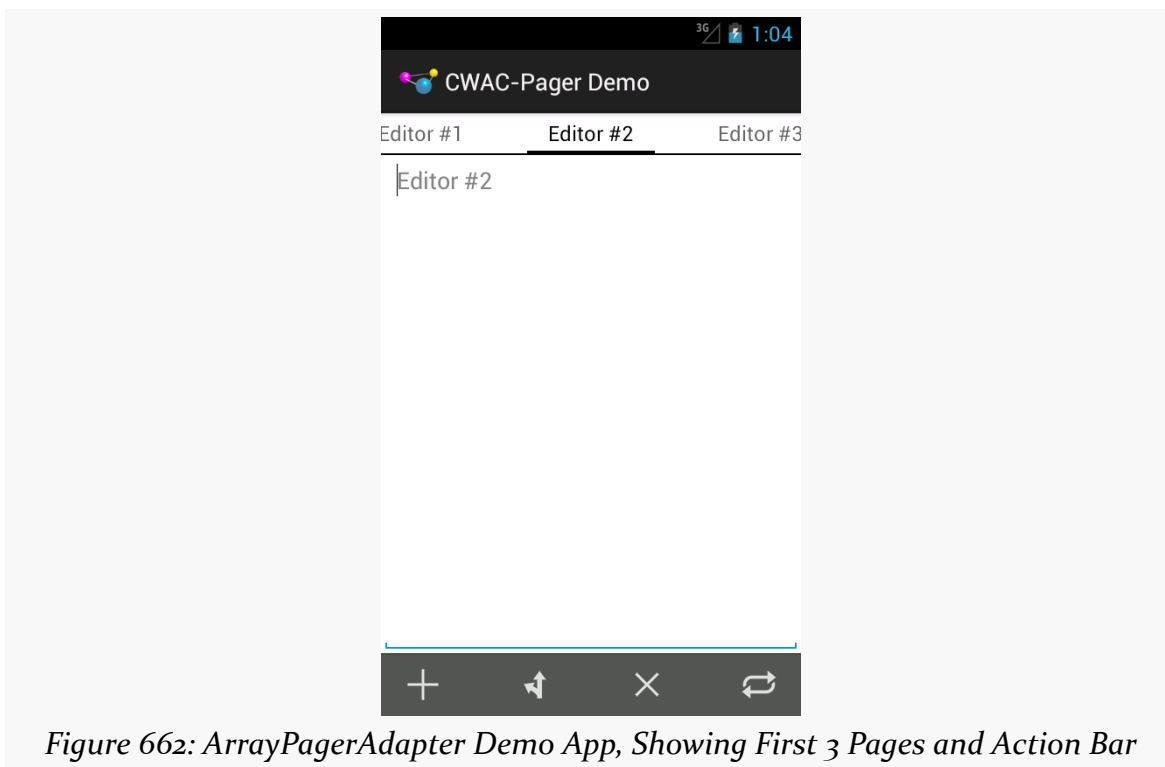 3G 1:04
CWAC-Pager Demo
Editor #1 Editor #2 Editor #3
Editor #2
Figure 662: ArrayPagerAdapter Demo App, Showing First 3 Pages and Action Bar